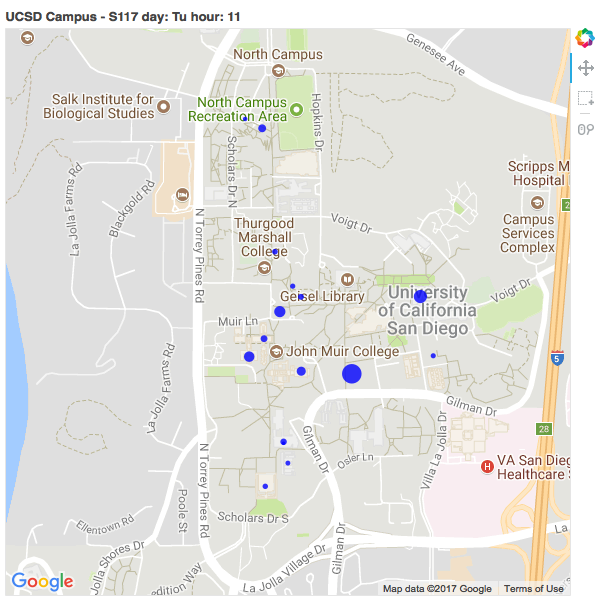 UCSD Campus - S117 day: Tu hour: 11
Genesee Ave
North Campus
Salk Institute for
Biological Studies
North Campus
Recreation Area
Hopkins Dr
Scholars Dr N
La Jolla Farms Rd
Blackgold Rd
Scripps M
Hospital
2
Campus
Services
Complex
N Torrey Pines Rd
Voigt Dr
Thurgood
Marshall
College
Geisel Library
University
of California
San Diego
Voigt Dr
Muir Ln
John Muir College
5
La Jolla Farms Rd
Gilman Dr
28
Gilman Dr
Villa La Jolla Dr
Osler Ln
VA San Dieg
Healthcare S
H
N Torrey Pines Rd
Poole St
Ellentown Rd
Scholars Dr S
La
La Jolla Shores Dr
Gilman Dr
La Jolla Village Dr
edition Way
Google
Map data ©2017 Google Terms of Use